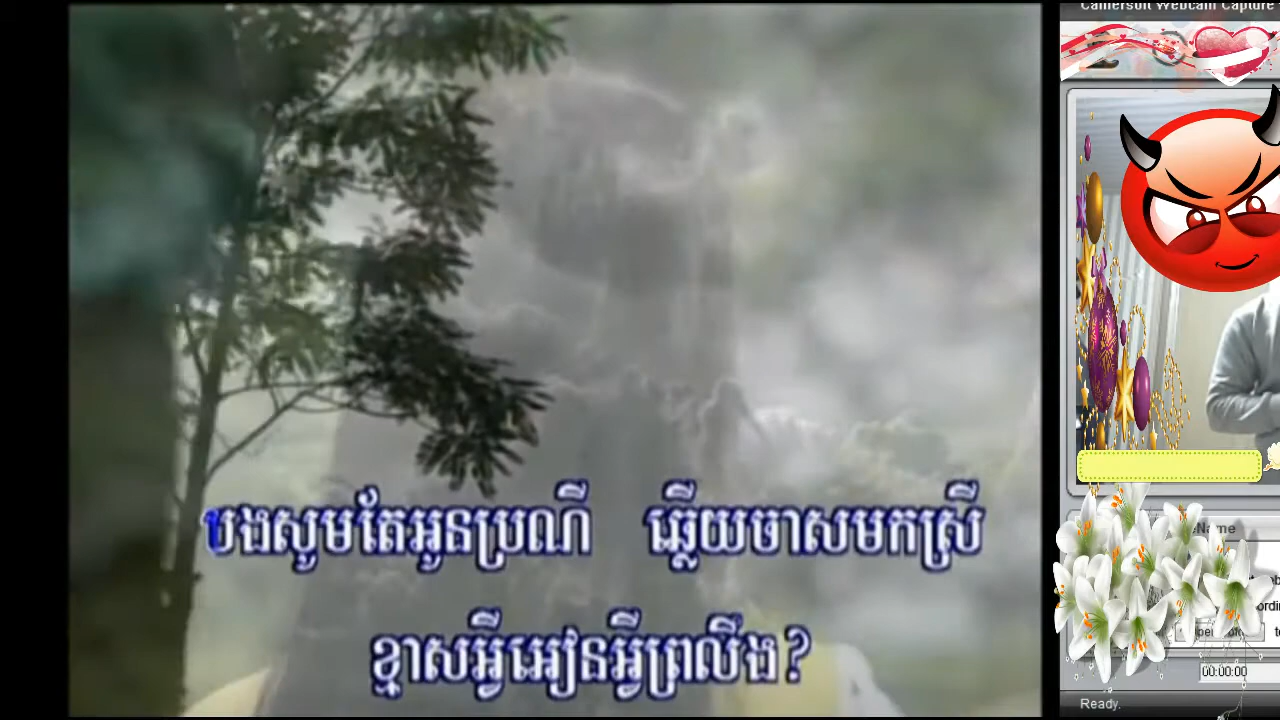 Camersoft Webcam Capture
បងសូមតែអូនប្រណី ឆ្លើយចាសមកស្រី
ខ្មាសអ្វីអៀនអ្វីព្រលឹង?
Name
00:00:00
Ready.